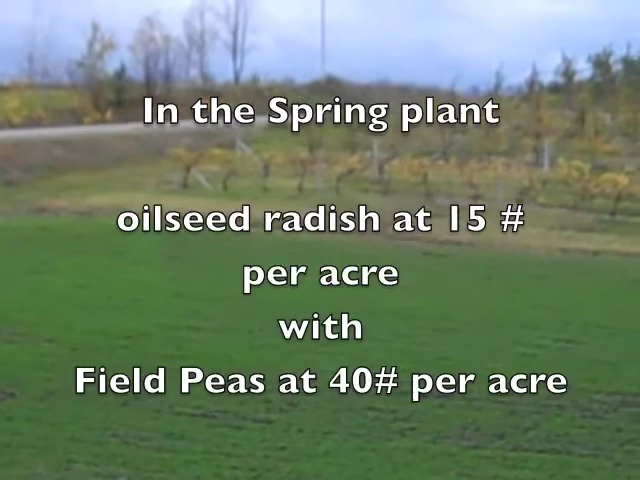 In the Spring plant
oilseed radish at 15 #
per acre
with
Field Peas at 40# per acre